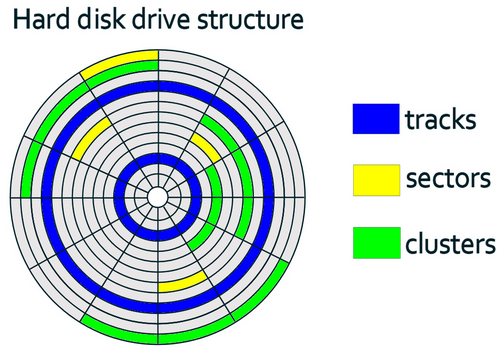 Hard disk drive structure
tracks
sectors
clusters